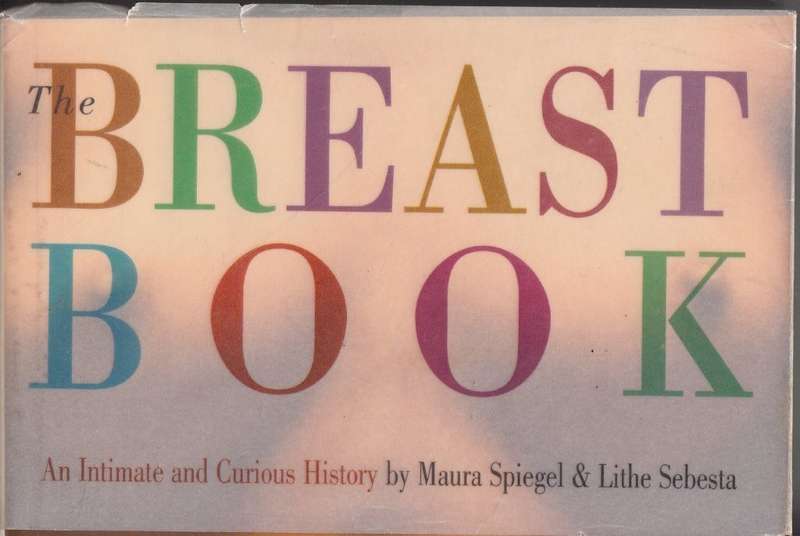 The BREAST
BOOK
An Intimate and Curious History by Maura Spiegel & Lithe Sebesta